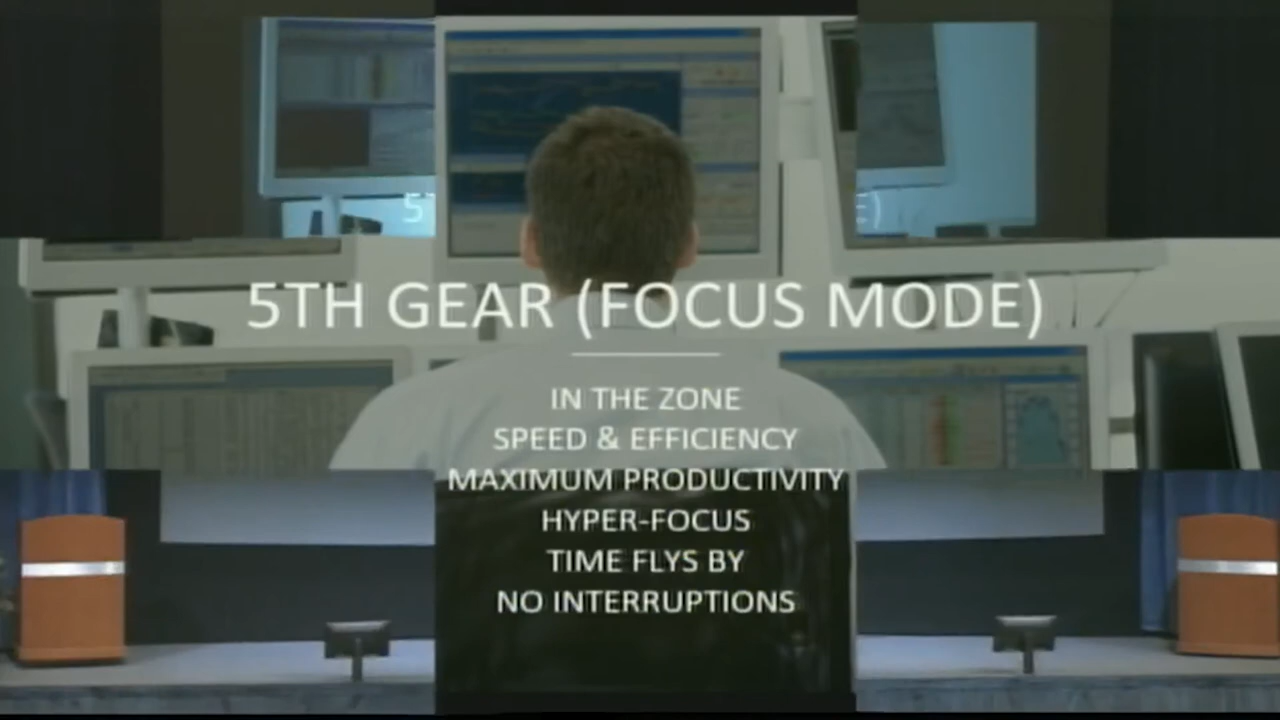 5TH GEAR (FOCUS MODE)
IN THE ZONE
SPEED & EFFICIENCY
MAXIMUM PRODUCTIVITY
HYPER-FOCUS
TIME FLYS BY
NO INTERRUPTIONS